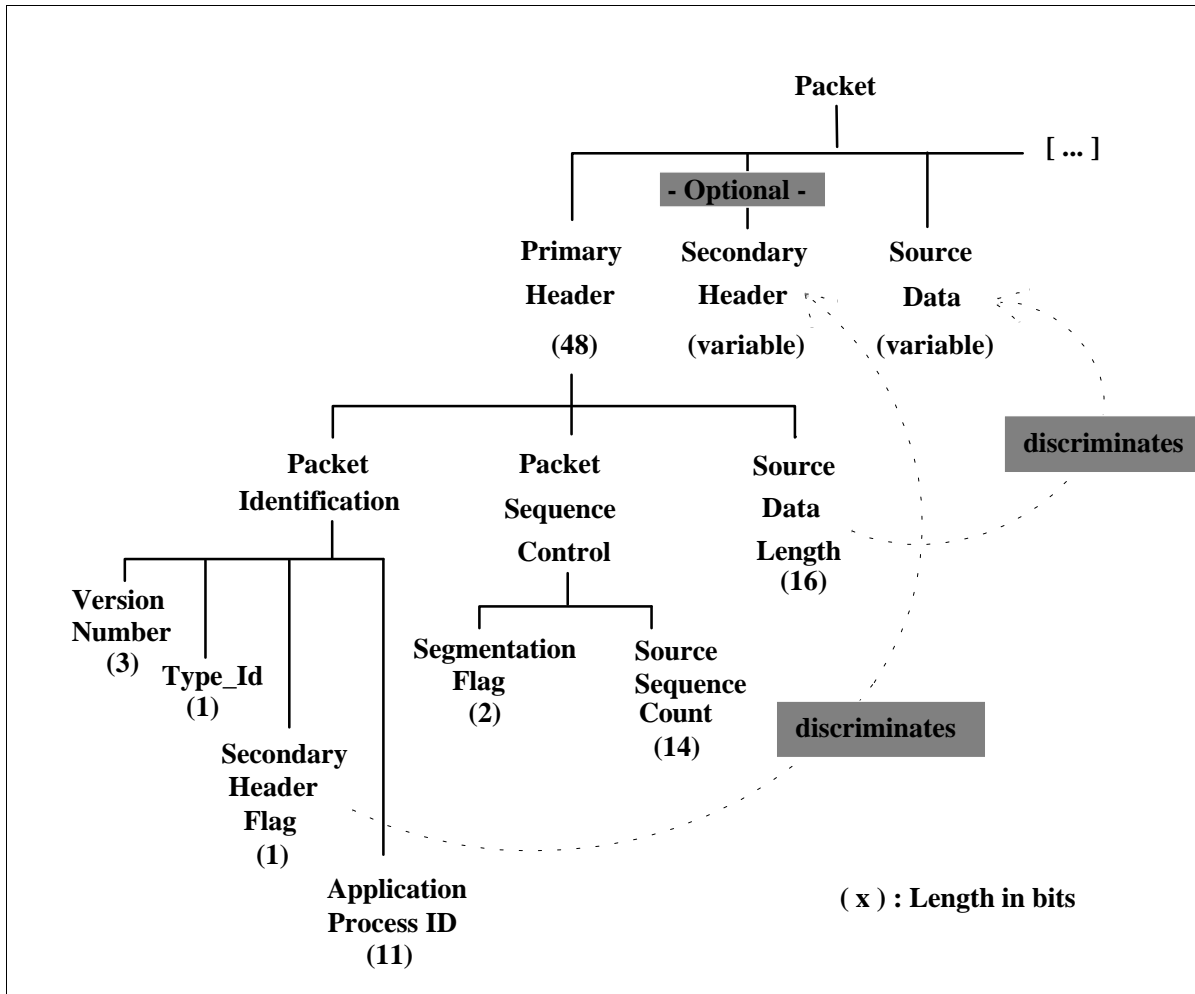 Packet
[ ... ]
- Optional -
Primary
Header
(48)
Secondary
Header
(variable)
Source
Data
(variable)
discriminates
Packet
Identification
Packet
Sequence
Control
Source
Data
Length
(16)
Version
Number
(3)
Type_Id
(1)
Secondary
Header
Flag
(1)
Application
Process ID
(11)
Segmentation
Flag
(2)
Source
Sequence
Count
(14)
discriminates
( x ) : Length in bits